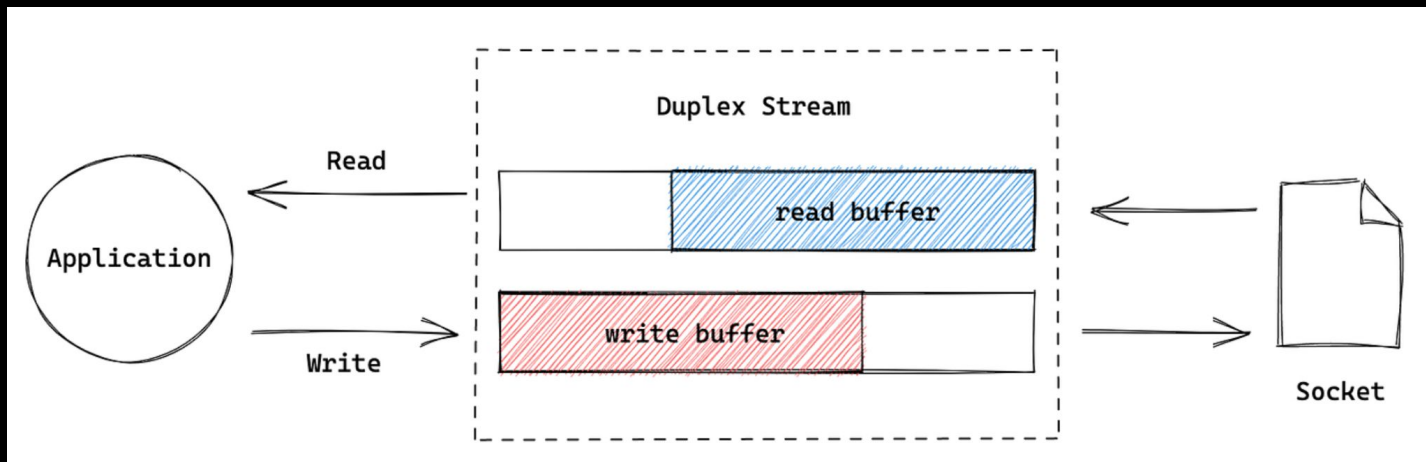 Duplex Stream
Read
read buffer
Application
write buffer
Write
Socket